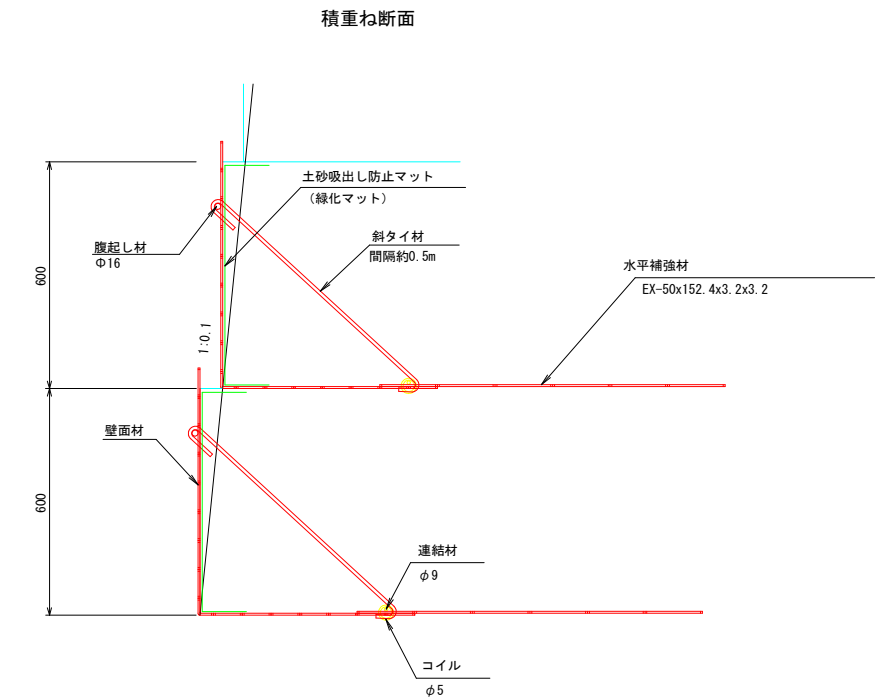 積重ね断面
土砂吸出し防止マット
（緑化マット）
腹起し材
Φ16
斜タイ材
間隔約0.5m
水平補強材
EX-50x152.4x3.2x3.2
600
1:0.1
壁面材
600
連結材
φ9
コイル
φ5